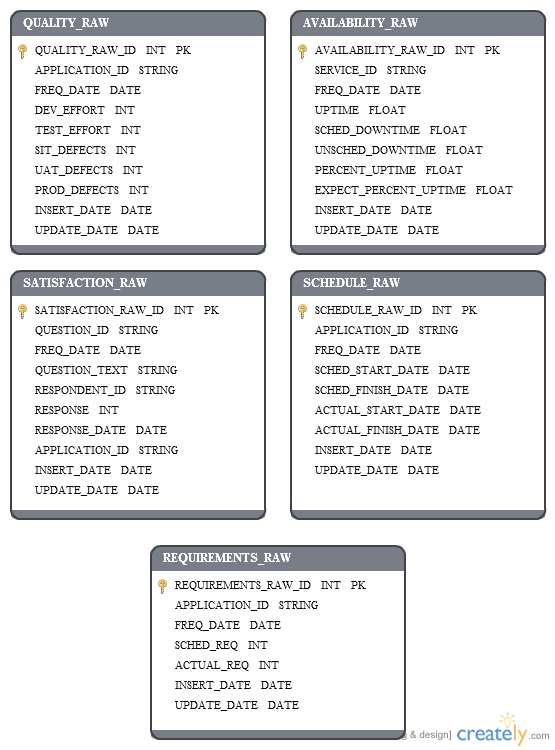 QUALITY_RAW
QUALITY_RAW_ID INT PK
APPLICATION_ID STRING
FREQ_DATE DATE
DEV_EFFORT INT
TEST_EFFORT INT
SIT_DEFECTS INT
UAT_DEFECTS INT
PROD_DEFECTS INT
INSERT_DATE DATE
UPDATE_DATE DATE
AVAILABILITY_RAW
AVAILABILITY_RAW_ID INT PK
SERVICE_ID STRING
FREQ_DATE DATE
UPTIME FLOAT
SCHED_DOWNTIME FLOAT
UNSCHED_DOWNTIME FLOAT
PERCENT_UPTIME FLOAT
EXPECT_PERCENT_UPTIME FLOAT
INSERT_DATE DATE
UPDATE_DATE DATE
SATISFACTION_RAW
SATISFACTION_RAW_ID INT PK
QUESTION_ID STRING
FREQ_DATE DATE
QUESTION_TEXT STRING
RESPONDENT_ID STRING
RESPONSE INT
RESPONSE_DATE DATE
APPLICATION_ID STRING
INSERT_DATE DATE
UPDATE_DATE DATE
SCHEDULE_RAW
SCHEDULE_RAW_ID INT PK
APPLICATION_ID STRING
FREQ_DATE DATE
SCHED_START_DATE DATE
SCHED_FINISH_DATE DATE
ACTUAL_START_DATE DATE
ACTUAL_FINISH_DATE DATE
INSERT_DATE DATE
UPDATE_DATE DATE
REQUIREMENTS_RAW
REQUIREMENTS_RAW_ID INT PK
APPLICATION_ID STRING
FREQ_DATE DATE
SCHED_REQ INT
ACTUAL_REQ INT
INSERT_DATE DATE
UPDATE_DATE DATE
& design] creately.com